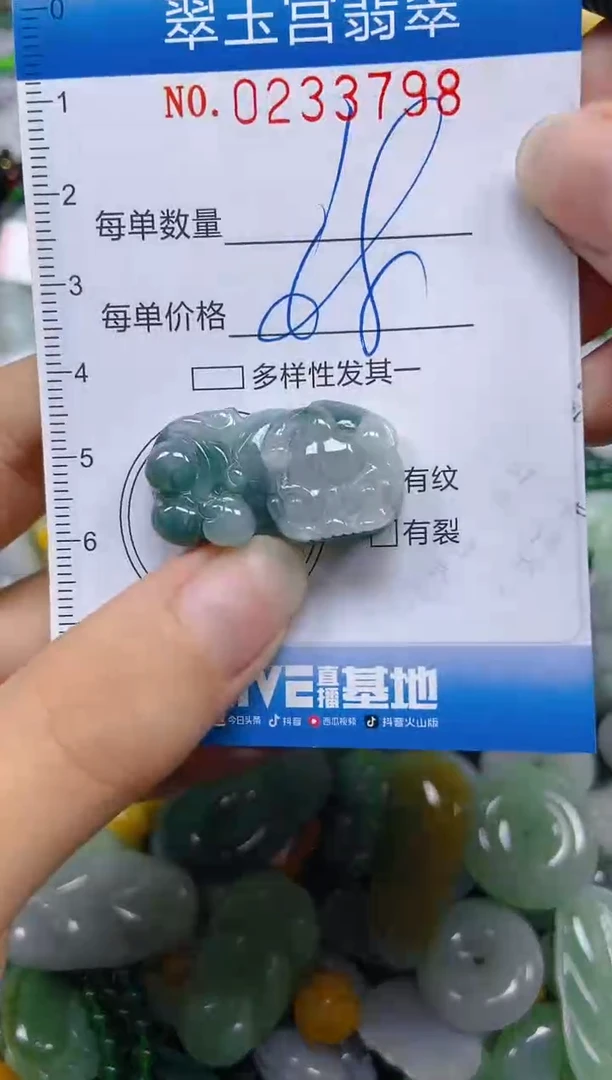 翠玉宫翡翠
0
1
NO. 0233798
2
每单数量
3
每单价格
4
多样性发其一
5
有纹
6
有裂
直播基地
今日头条 抖音 西瓜视频 抖音火山版